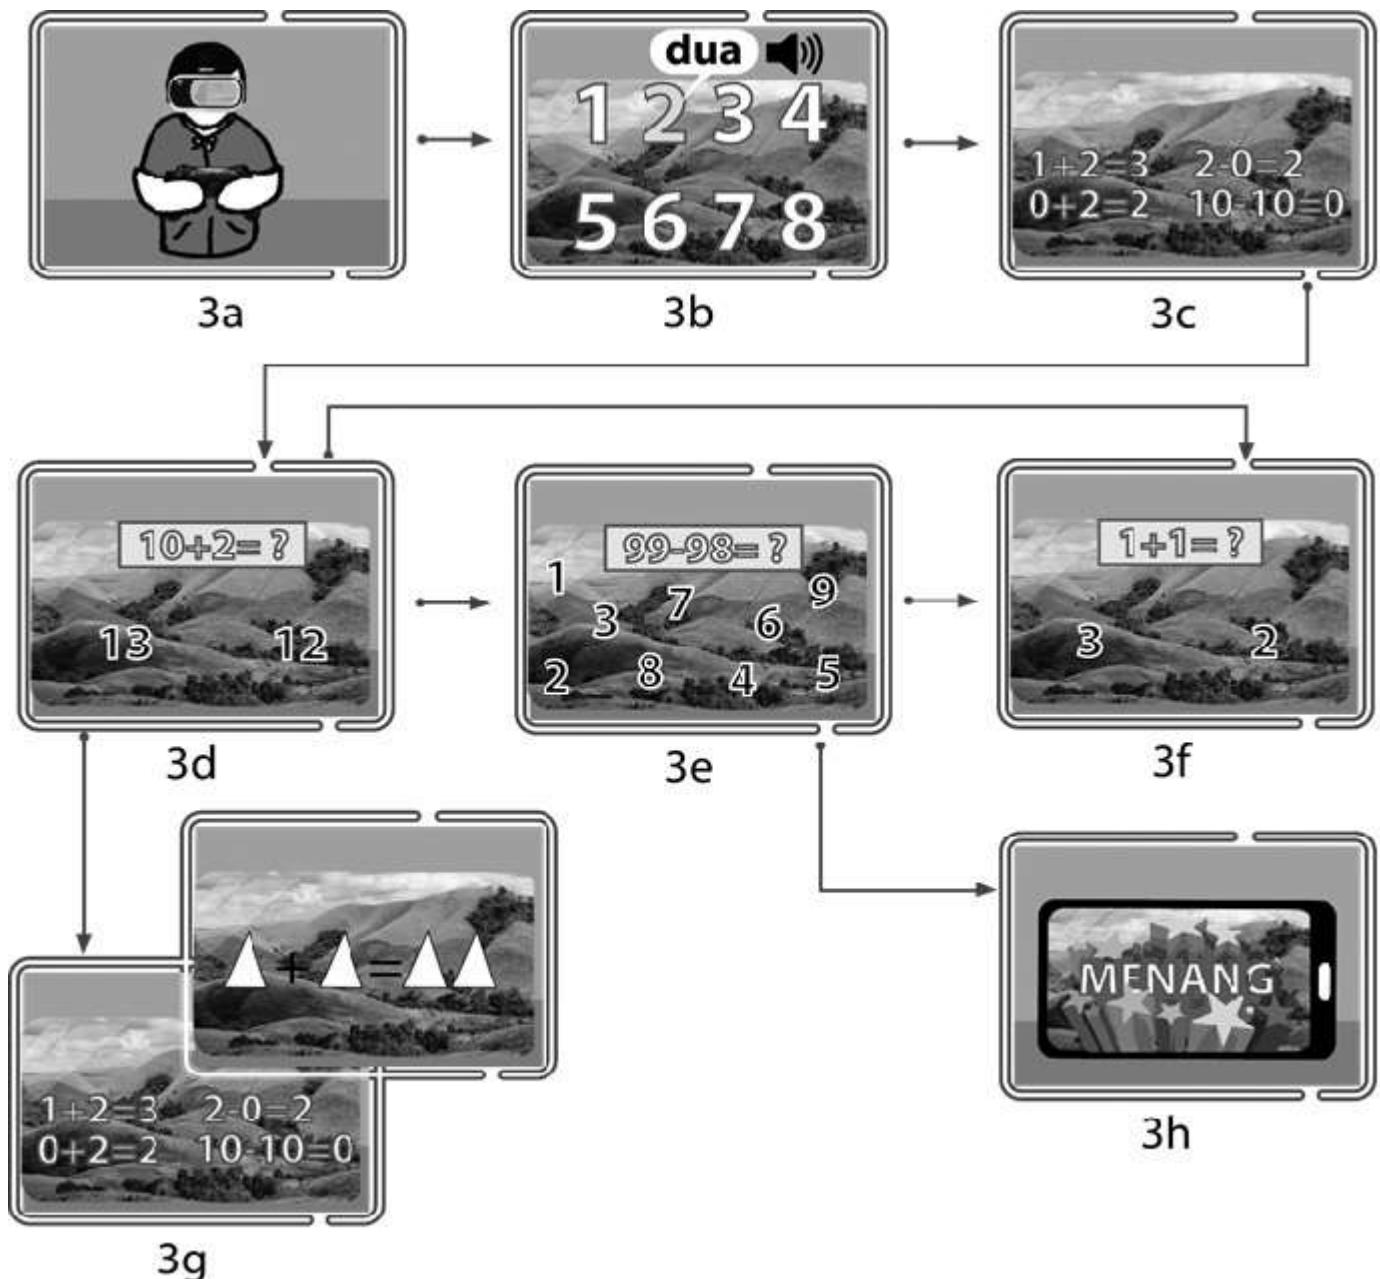 dua
1 2 3 4
5 6 7 8
1+2=3 2-0=2
0+2=2 10-10=0
3a
3b
3c
10+2= ?
13 12
99-98= ?
1 3 7 6 9
2 8 4 5
1+1= ?
3 2
3d
3e
3f
+ =
MENANG
1+2=3 2-0=2
0+2=2 10-10=0
3h
3g